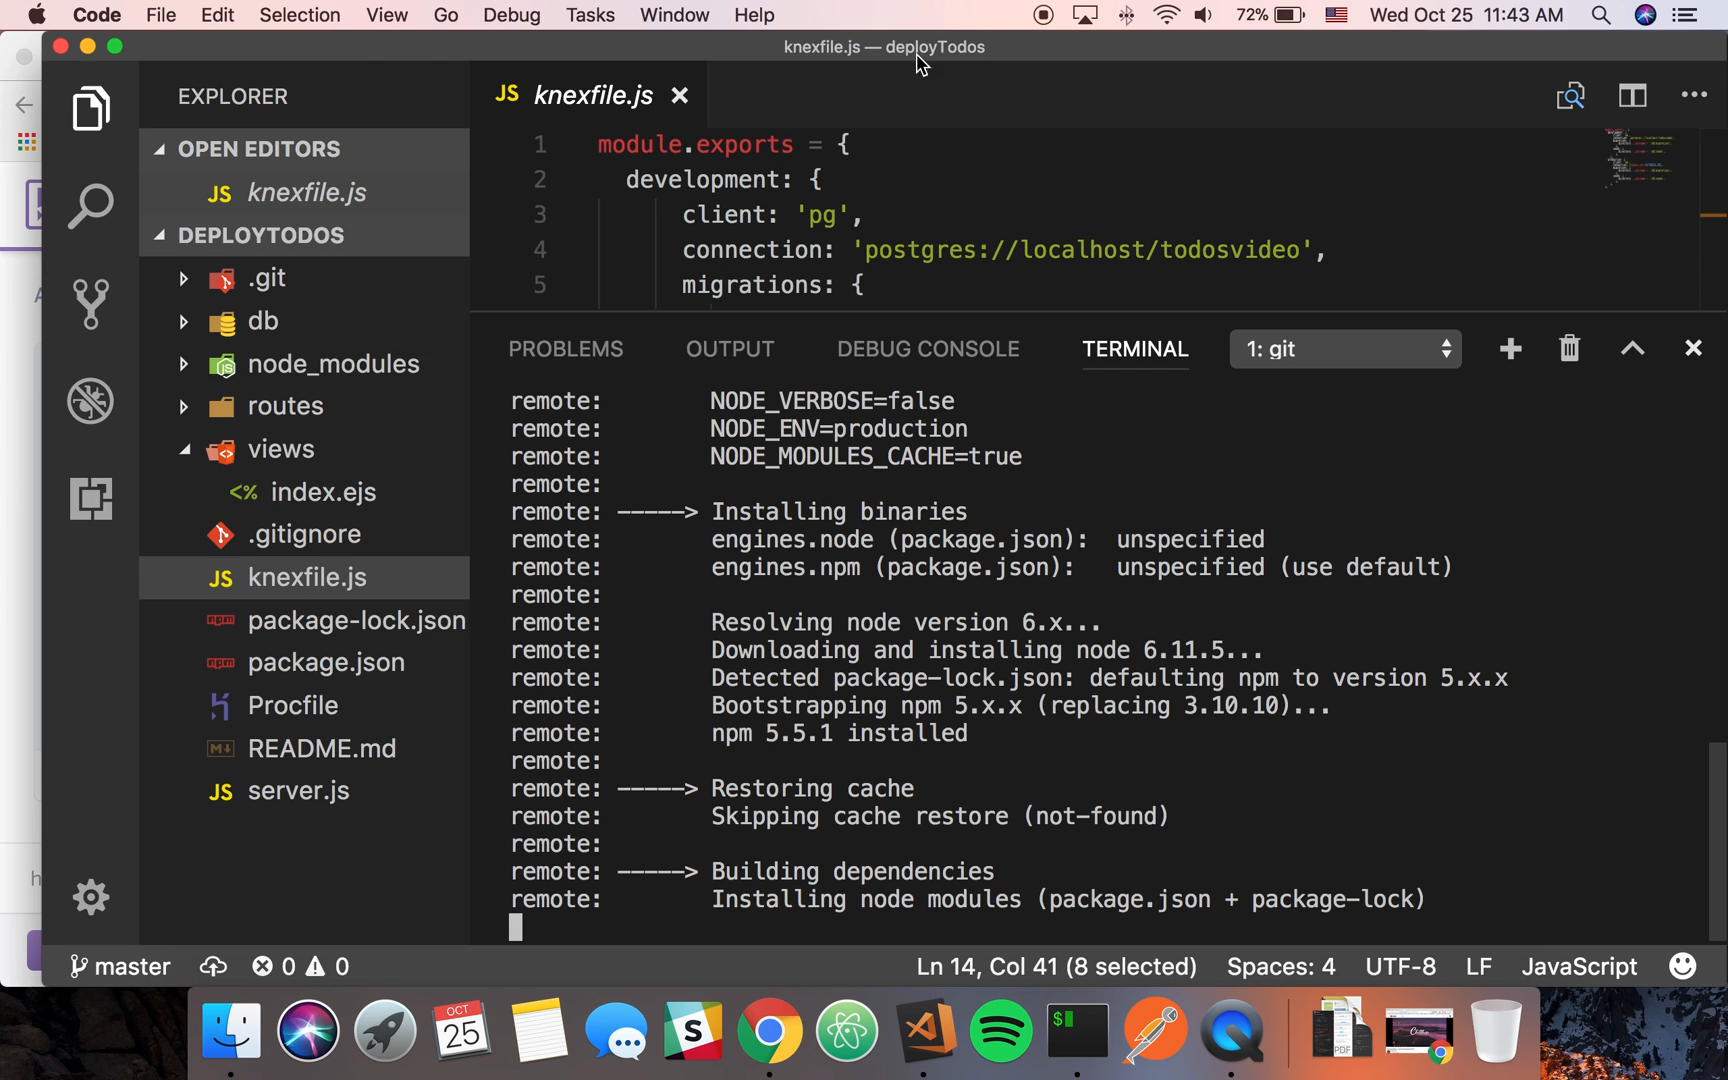 Code File Edit Selection View Go Debug Tasks Window Help 72% Wed Oct 25 11:43 AM
knexfile.js — deployTodos
EXPLORER
OPEN EDITORS
JS knexfile.js
DEPLOYTODOS
.git
db
node_modules
routes
views
<% index.ejs
.gitignore
JS knexfile.js
npm package-lock.json
npm package.json
Procfile
M↓ README.md
JS server.js
JS knexfile.js
1 module.exports = {
2 development: {
3 client: 'pg',
4 connection: 'postgres://localhost/todosvideo',
5 migrations: {
PROBLEMS OUTPUT DEBUG CONSOLE TERMINAL 1: git
remote: NODE_VERBOSE=false
remote: NODE_ENV=production
remote: NODE_MODULES_CACHE=true
remote:
remote: -----> Installing binaries
remote: engines.node (package.json): unspecified
remote: engines.npm (package.json): unspecified (use default)
remote:
remote: Resolving node version 6.x...
remote: Downloading and installing node 6.11.5...
remote: Detected package-lock.json: defaulting npm to version 5.x.x
remote: Bootstrapping npm 5.x.x (replacing 3.10.10)...
remote: npm 5.5.1 installed
remote:
remote: -----> Restoring cache
remote: Skipping cache restore (not-found)
remote:
remote: -----> Building dependencies
remote: Installing node modules (package.json + package-lock)
master 0 0 Ln 14, Col 41 (8 selected) Spaces: 4 UTF-8 LF JavaScript
OCT
25
S
$
PDF